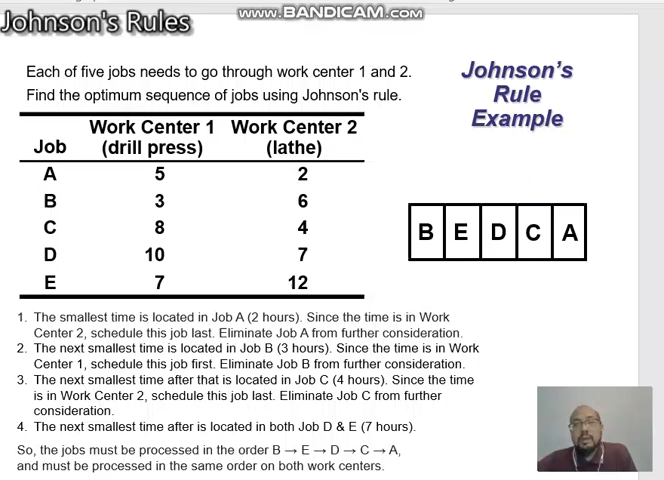 www.BANDICAM.com
Johnson's Rules
Each of five jobs needs to go through work center 1 and 2.
Find the optimum sequence of jobs using Johnson's rule.
Johnson's
Rule
Example
Work Center 1 Work Center 2
Job (drill press) (lathe)
A 5 2
B 3 6
C 8 4
D 10 7
E 7 12
B E D C A
1. The smallest time is located in Job A (2 hours). Since the time is in Work
Center 2, schedule this job last. Eliminate Job A from further consideration.
2. The next smallest time is located in Job B (3 hours). Since the time is in Work
Center 1, schedule this job first. Eliminate Job B from further consideration.
3. The next smallest time after that is located in Job C (4 hours). Since the time
is in Work Center 2, schedule this job last. Eliminate Job C from further
consideration.
4. The next smallest time after is located in both Job D & E (7 hours).
So, the jobs must be processed in the order B → E → D → C → A,
and must be processed in the same order on both work centers.